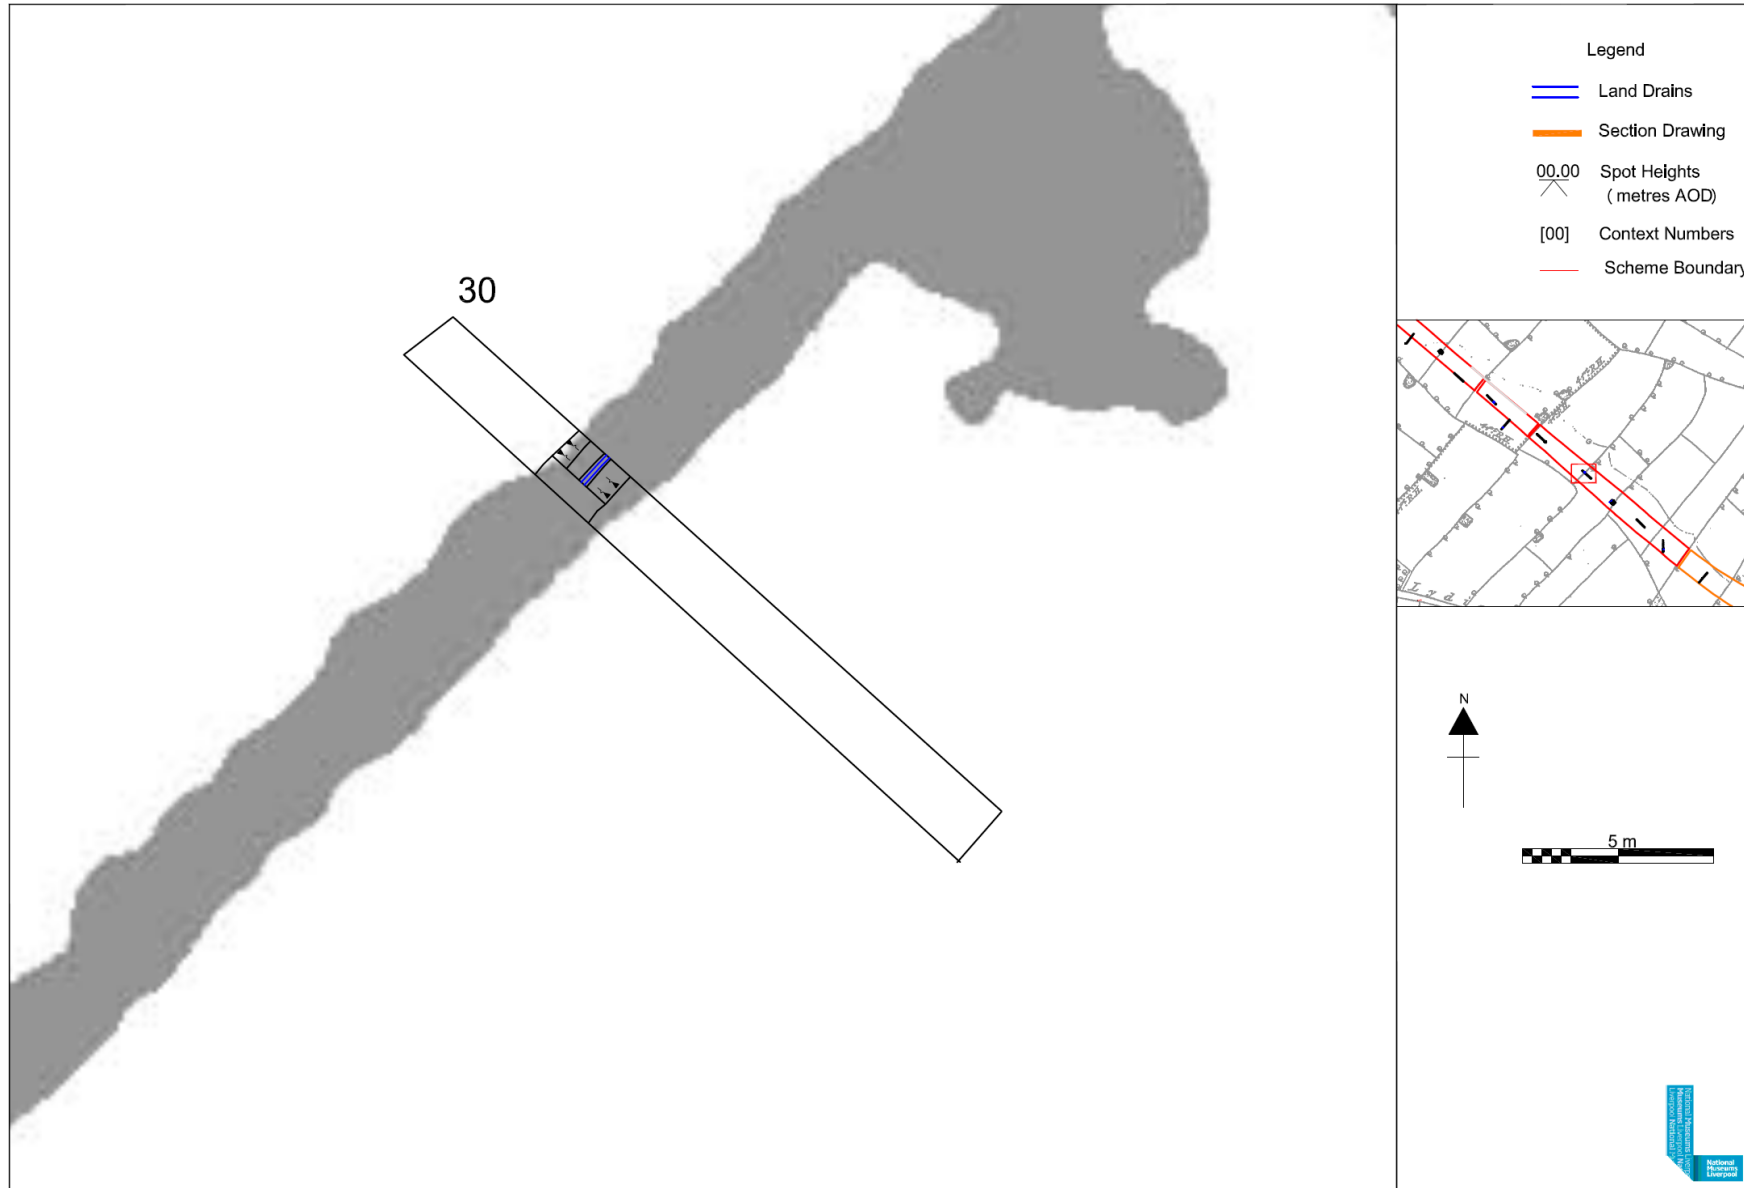 30
Legend
Land Drains
Section Drawing
00.00 Spot Heights
( metres AOD)
[00] Context Numbers
Scheme Boundary
N
5 m
National
Museums
Liverpool